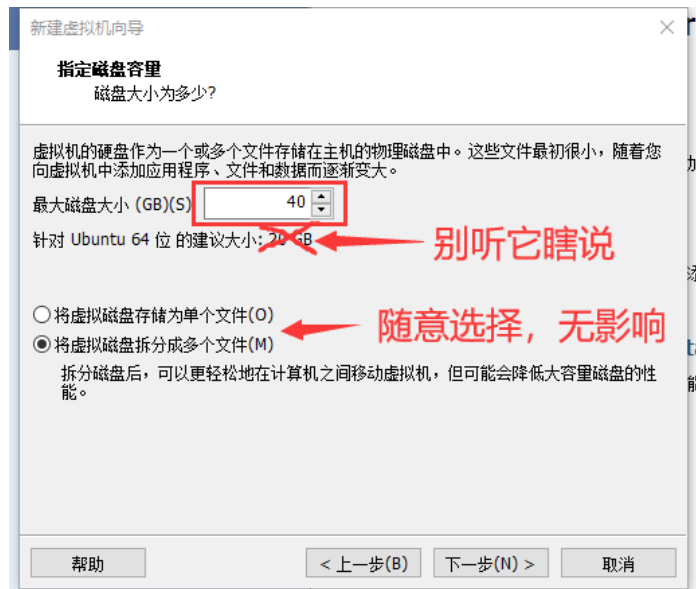 新建虚拟机向导
指定磁盘容量
磁盘大小为多少?
虚拟机的硬盘作为一个或多个文件存储在主机的物理磁盘中。这些文件最初很小，随着您
向虚拟机中添加应用程序、文件和数据而逐渐变大。
最大磁盘大小 (GB)(S) 40
针对 Ubuntu 64 位 的建议大小: 20 GB
别听它瞎说
将虚拟磁盘存储为单个文件(O)
随意选择，无影响
将虚拟磁盘拆分成多个文件(M)
拆分磁盘后，可以更轻松地在计算机之间移动虚拟机，但可能会降低大容量磁盘的性
能。
帮助 < 上一步(B) 下一步(N) > 取消